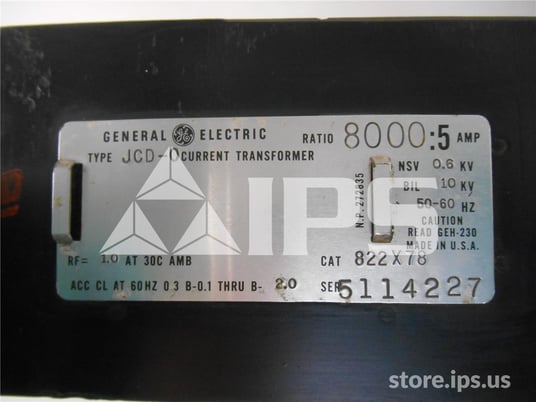 GENERAL GE ELECTRIC RATIO 8000:5 AMP
TYPE JCD-0 CURRENT TRANSFORMER
NSV 0.6 KV
BIL 10 KV
50-60 HZ
N.P. 272835
CAUTION
READ GEH-230
MADE IN U.S.A.
IPS
RF= 1.0 AT 30C AMB CAT 822X78
ACC CL AT 60HZ 0.3 B-0.1 THRU B- 2.0 SER 5114227
store.ips.us